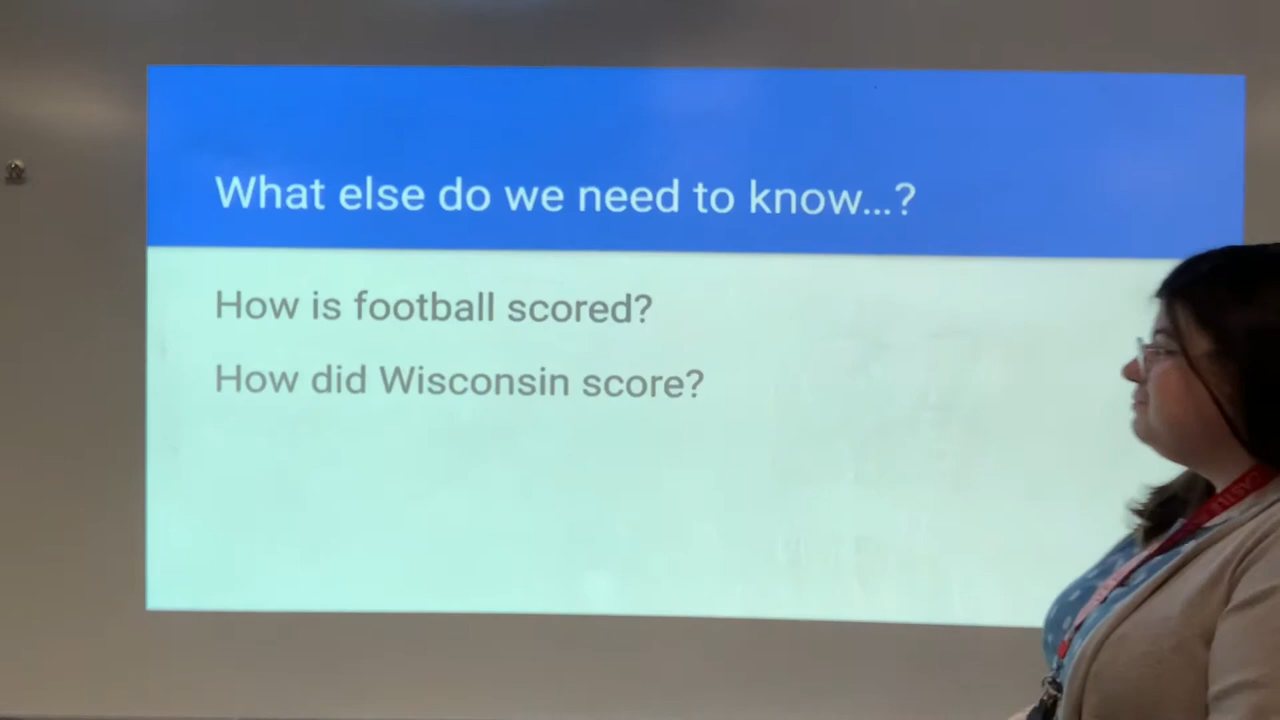 What else do we need to know...?
How is football scored?
How did Wisconsin score?